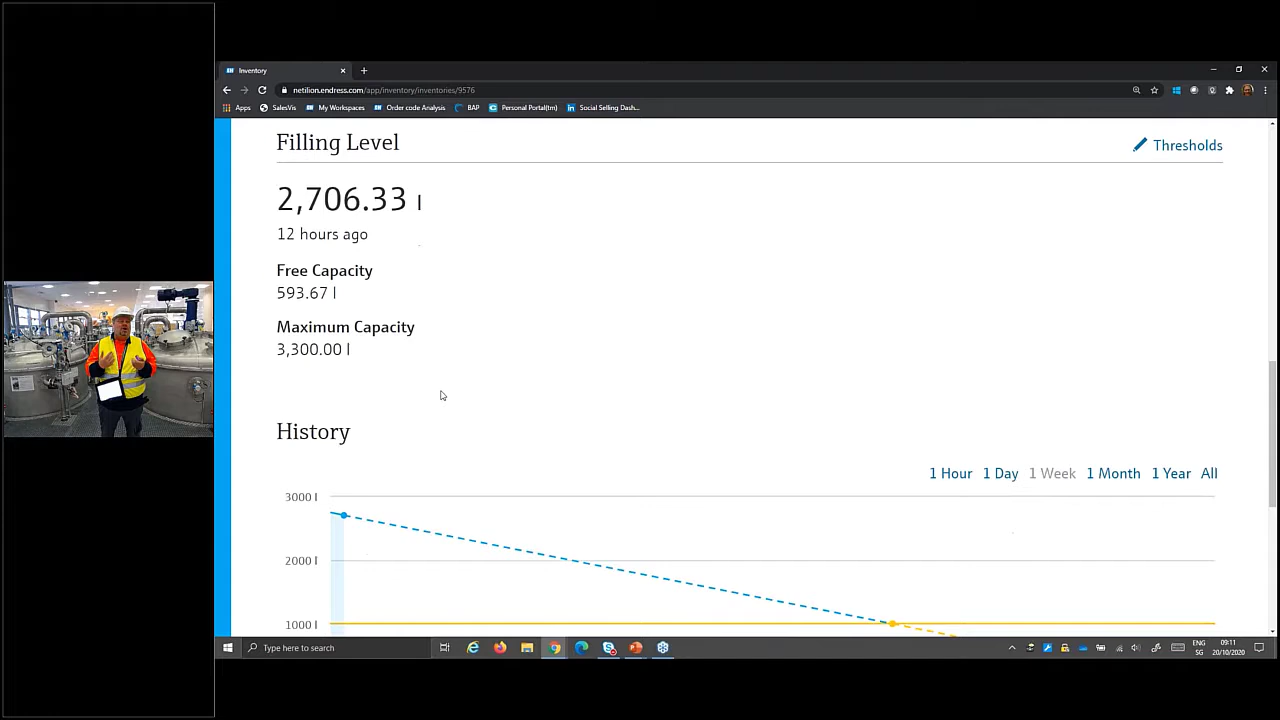 Inventory
netilion.endress.com/app/inventory/inventories/9576
Apps SalesVis My Workspaces Order code Analysis BAP Personal Portal(tm) Social Selling Dash...
Filling Level
Thresholds
2,706.33 l
12 hours ago
Free Capacity
593.67 l
Maximum Capacity
3,300.00 l
History
1 Hour 1 Day 1 Week 1 Month 1 Year All
3000 l
2000 l
1000 l
Type here to search
ENG 09:11
SG 20/10/2020